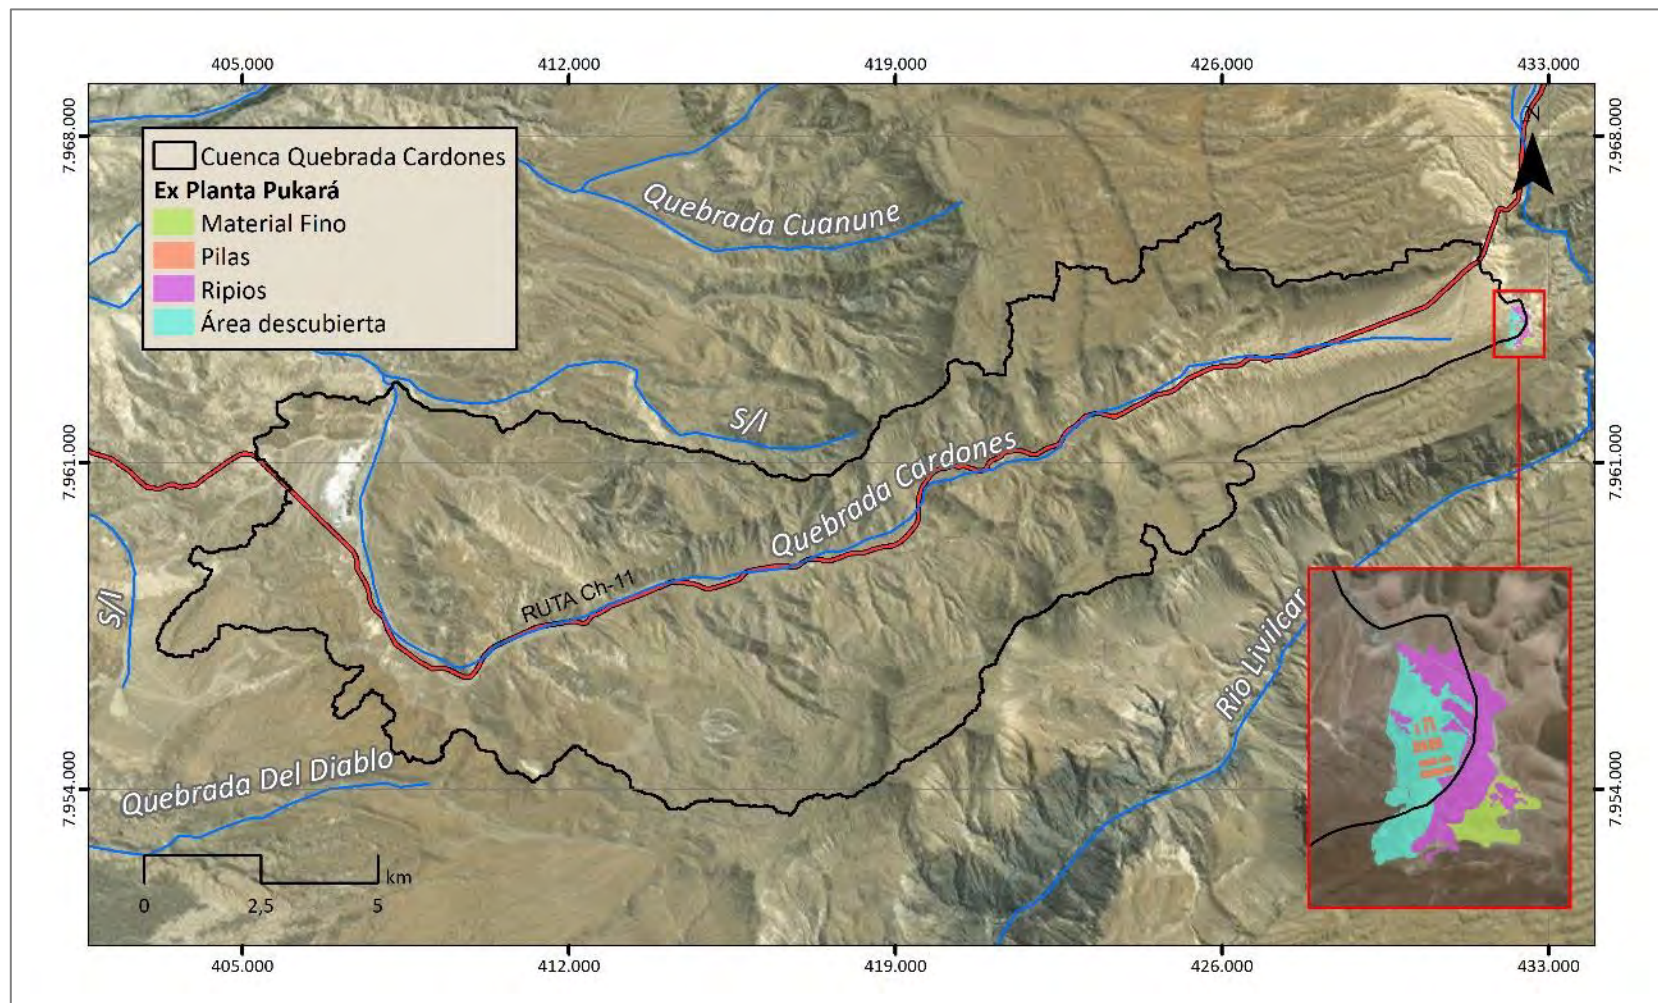 405.000
412.000
419.000
426.000
433.000
7.968.000
7.968.000
N
Cuenca Quebrada Cardones
Ex Planta Pukará
Material Fino
Pilas
Ripios
Área descubierta
Quebrada Cuanune
S/I
7.961.000
7.961.000
Quebrada Cardones
RUTA Ch-11
S/I
Rio Livilcar
7.954.000
7.954.000
Quebrada Del Diablo
km
0
2,5
5
405.000
412.000
419.000
426.000
433.000